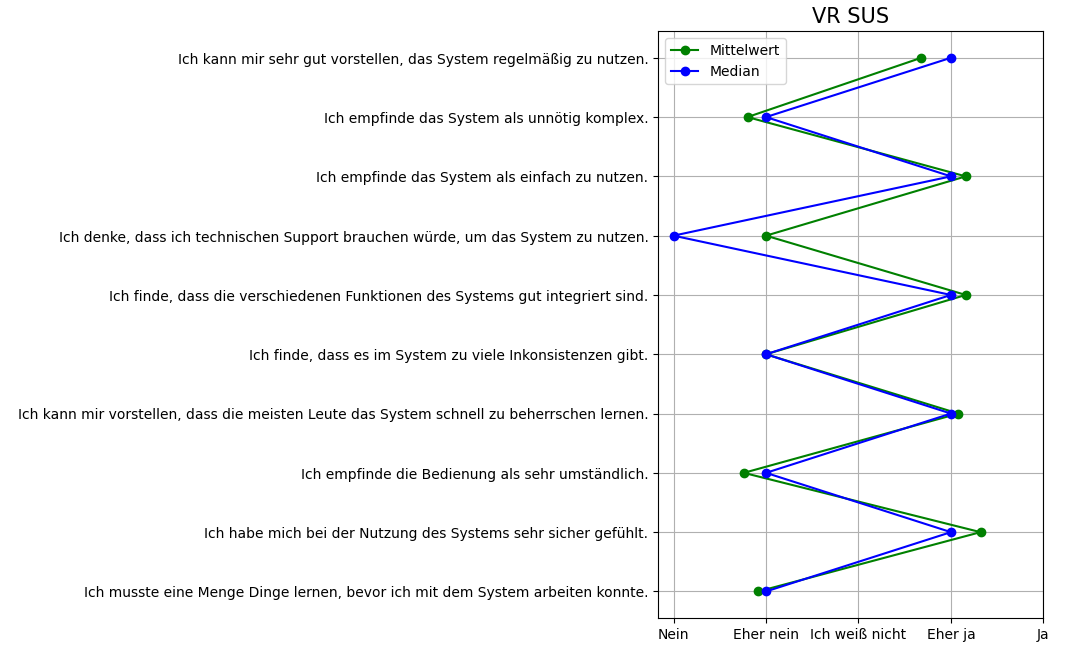 VR SUS
Mittelwert
Median
Ich kann mir sehr gut vorstellen, das System regelmäßig zu nutzen.
Ich empfinde das System als unnötig komplex.
Ich empfinde das System als einfach zu nutzen.
Ich denke, dass ich technischen Support brauchen würde, um das System zu nutzen.
Ich finde, dass die verschiedenen Funktionen des Systems gut integriert sind.
Ich finde, dass es im System zu viele Inkonsistenzen gibt.
Ich kann mir vorstellen, dass die meisten Leute das System schnell zu beherrschen lernen.
Ich empfinde die Bedienung als sehr umständlich.
Ich habe mich bei der Nutzung des Systems sehr sicher gefühlt.
Ich musste eine Menge Dinge lernen, bevor ich mit dem System arbeiten konnte.
Nein Eher nein Ich weiß nicht Eher ja Ja